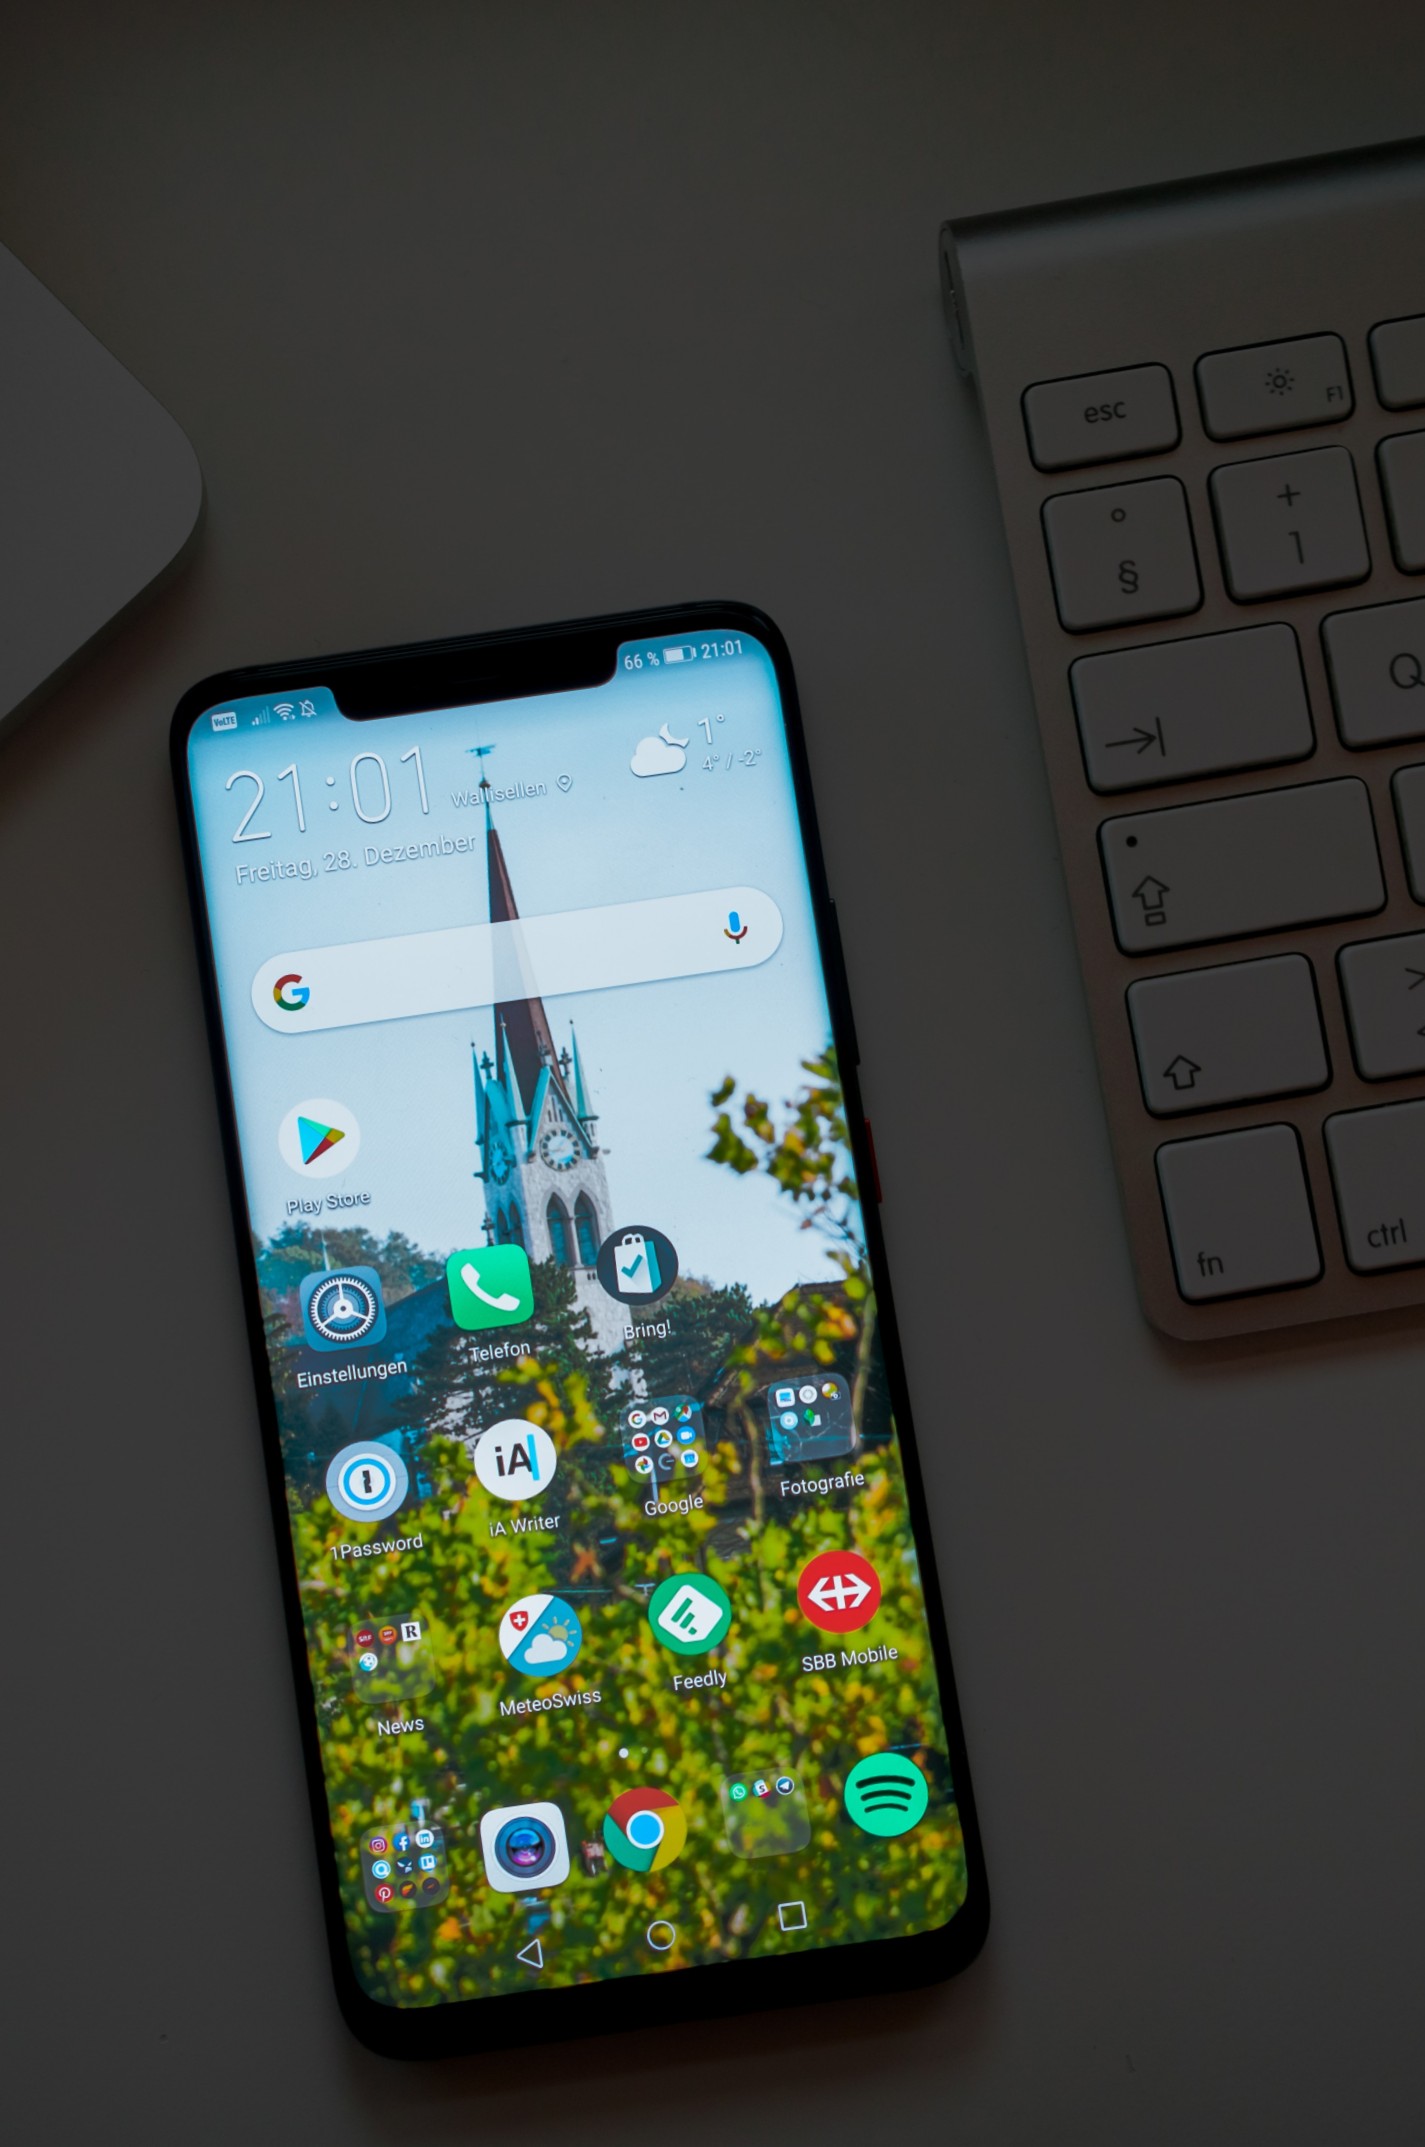 esc
F1
°
§
+
1
Q
fn
ctrl
VoLTE
66 % 21:01
21:01 Wallisellen
1°
4° / -2°
Freitag, 28. Dezember
G
Play Store
Einstellungen
Telefon
Bring!
iA
1Password
iA Writer
Google
Fotografie
R
News
MeteoSwiss
Feedly
SBB Mobile